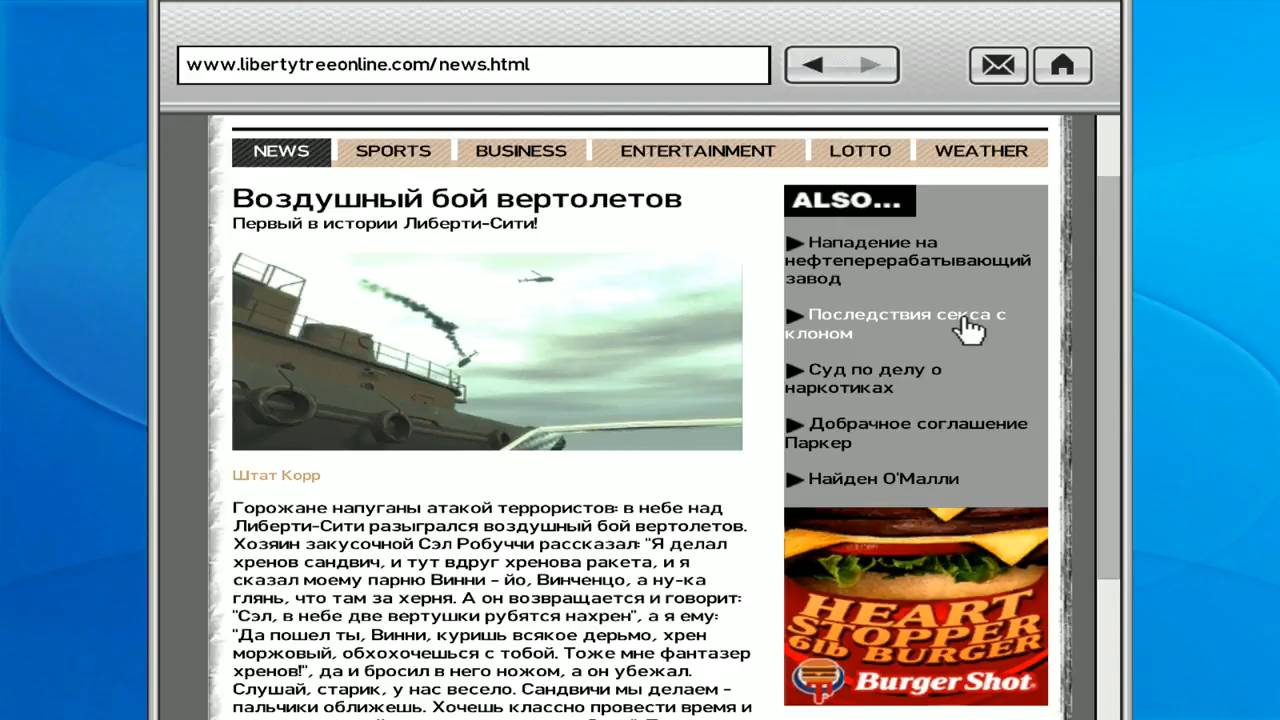 www.libertytreeonline.com/news.html
NEWS
SPORTS
BUSINESS
ENTERTAINMENT
LOTTO
WEATHER
Воздушный бой вертолетов
Первый в истории Либерти-Сити!
Штат Корр
Горожане напуганы атакой террористов: в небе над
Либерти-Сити разыгрался воздушный бой вертолетов.
Хозяин закусочной Сэл Робуччи рассказал: "Я делал
хренов сандвич, и тут вдруг хренова ракета, и я
сказал моему парню Винни - йо, Винченцо, а ну-ка
глянь, что там за херня. А он возвращается и говорит:
"Сэл, в небе две вертушки рубятся нахрен", а я ему:
"Да пошел ты, Винни, куришь всякое дерьмо, хрен
моржовый, обхохочешься с тобой. Тоже мне фантазер
хренов!", да и бросил в него ножом, а он убежал.
Слушай, старик, у нас весело. Сандвичи мы делаем -
пальчики оближешь. Хочешь классно провести время и
ALSO...
Нападение на
нефтеперерабатывающий
завод
Последствия секса с
клоном
Суд по делу о
наркотиках
Добрачное соглашение
Паркер
Найден О'Малли
HEART
STOPPER
6lb BURGER
Burger Shot